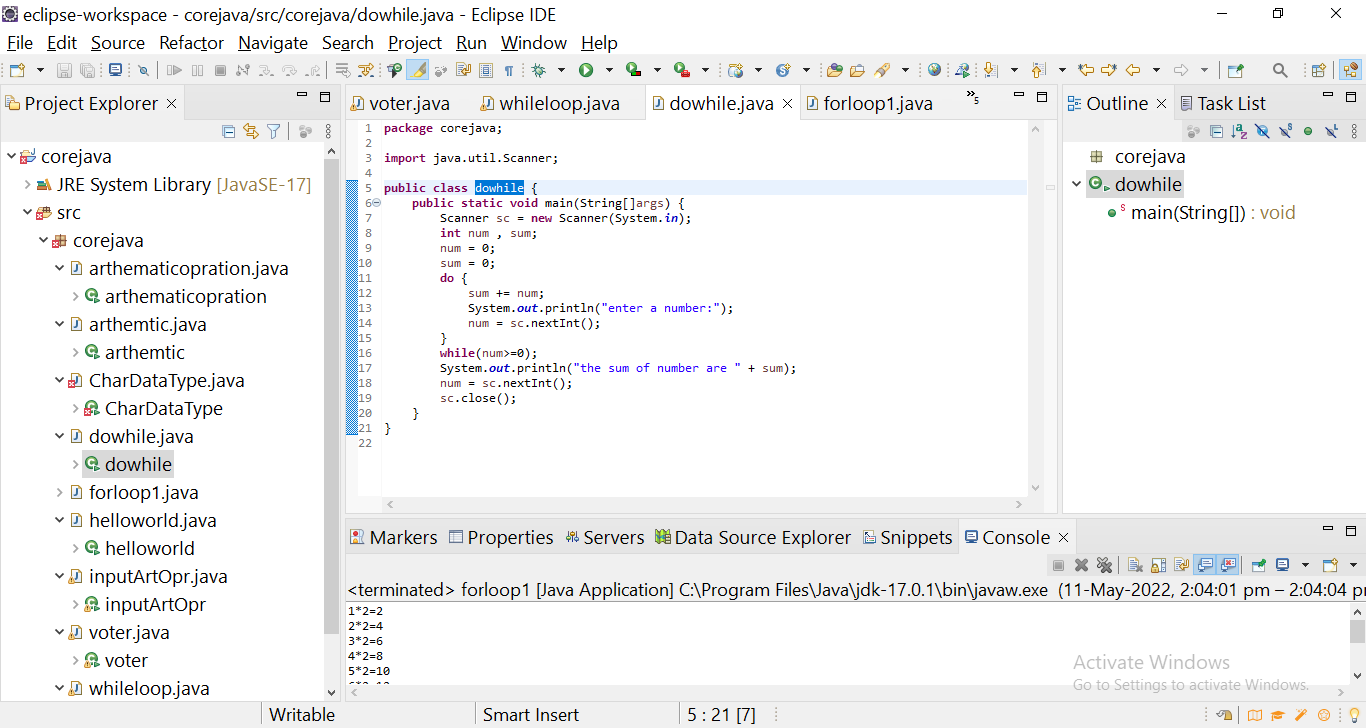 eclipse-workspace - corejava/src/corejava/dowhile.java - Eclipse IDE
File Edit Source Refactor Navigate Search Project Run Window Help
Project Explorer
corejava
JRE System Library [JavaSE-17]
src
corejava
arthematicopration.java
arthematicopration
arthemtic.java
arthemtic
CharDataType.java
CharDataType
dowhile.java
dowhile
forloop1.java
helloworld.java
helloworld
inputArtOpr.java
inputArtOpr
voter.java
voter
whileloop.java
voter.java whileloop.java dowhile.java forloop1.java »5
1 package corejava;
2
3 import java.util.Scanner;
4
5 public class dowhile {
6 public static void main(String[]args) {
7 Scanner sc = new Scanner(System.in);
8 int num , sum;
9 num = 0;
10 sum = 0;
11 do {
12 sum += num;
13 System.out.println("enter a number:");
14 num = sc.nextInt();
15 }
16 while(num>=0);
17 System.out.println("the sum of number are " + sum);
18 num = sc.nextInt();
19 sc.close();
20 }
21 }
22
Outline Task List
corejava
dowhile
main(String[]) : void
Markers Properties Servers Data Source Explorer Snippets Console
<terminated> forloop1 [Java Application] C:\Program Files\Java\jdk-17.0.1\bin\javaw.exe (11-May-2022, 2:04:01 pm – 2:04:04 pr
1*2=2
2*2=4
3*2=6
4*2=8
5*2=10
Activate Windows
Go to Settings to activate Windows.
Writable Smart Insert 5 : 21 [7]